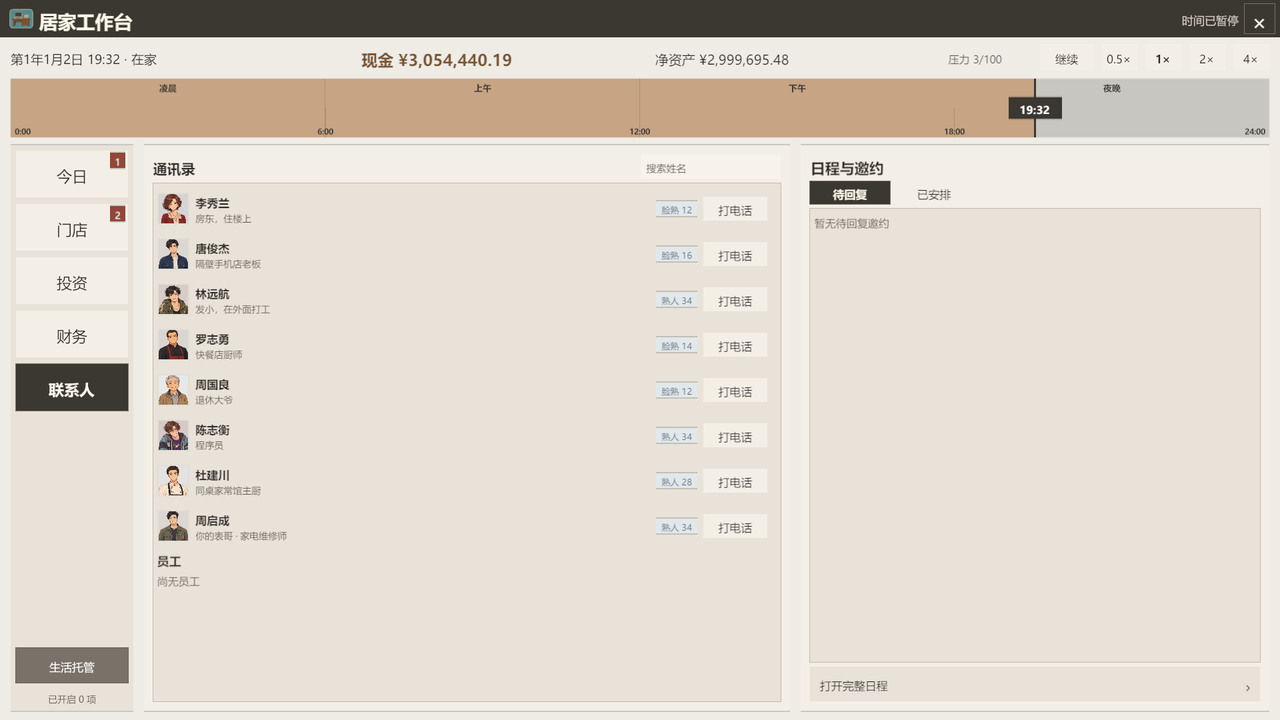 居家工作台
时间已暂停
第1年1月2日 19:32 · 在家
现金 ¥3,054,440.19
净资产 ¥2,999,695.48
压力 3/100
继续
0.5×
1×
2×
4×
凌晨
上午
下午
夜晚
19:32
0:00
6:00
12:00
18:00
24:00
今日
1
门店
2
投资
财务
联系人
生活托管
已开启 0 项
通讯录
搜索姓名
李秀兰
房东，住楼上
脸熟 12
打电话
唐俊杰
隔壁手机店老板
脸熟 16
打电话
林远航
发小，在外面打工
熟人 34
打电话
罗志勇
快餐店厨师
脸熟 14
打电话
周国良
退休大爷
脸熟 12
打电话
陈志衡
程序员
熟人 34
打电话
杜建川
同桌家常馆主厨
熟人 28
打电话
周启成
你的表哥 · 家电维修师
熟人 34
打电话
员工
尚无员工
日程与邀约
待回复
已安排
暂无待回复邀约
打开完整日程